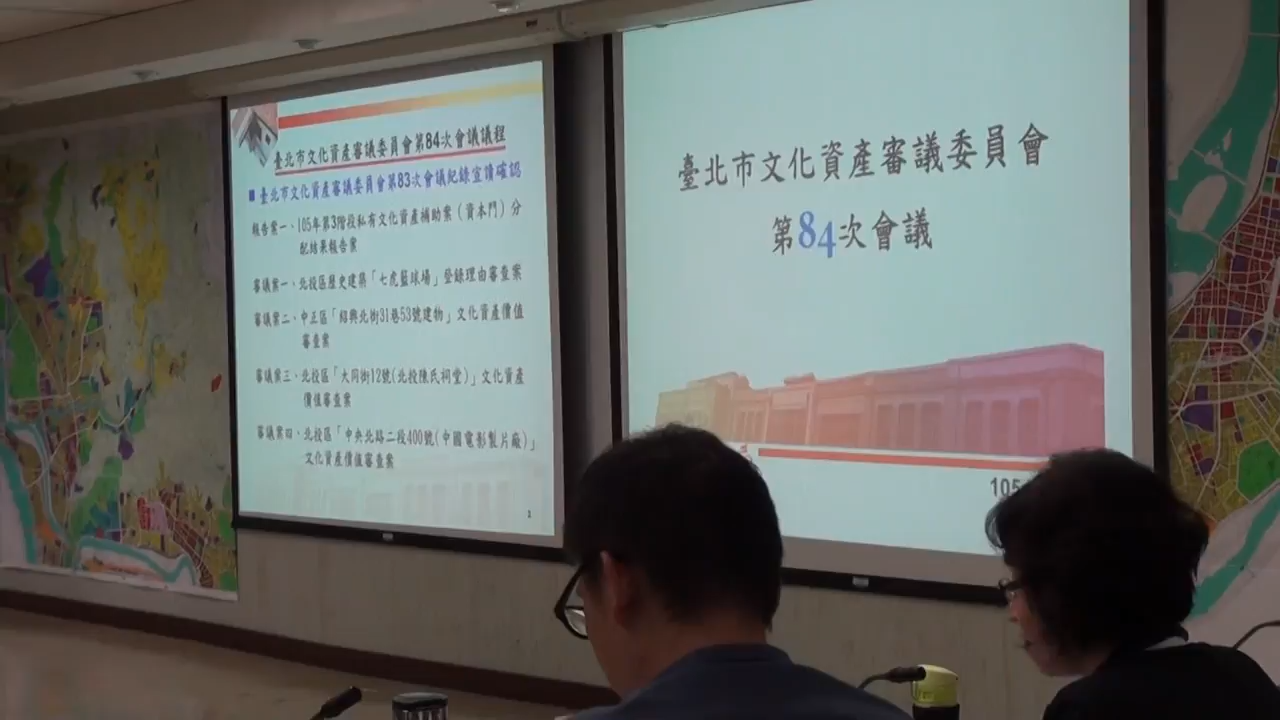 臺北市文化資產審議委員會第84次會議議程
臺北市文化資產審議委員會第83次會議紀錄宣讀確認
報告案一、105年第3階段私有文化資產補助案(資本門)分
配結果報告案
審議案一、北投區歷史建築「七虎籃球場」登錄理由審查案
審議案二、中正區「紹興北街31巷53號建物」文化資產價值
審查案
審議案三、北投區「大同街12號(北投陳氏祠堂)」文化資產
價值審查案
審議案四、北投區「中央北路二段400號(中國電影製片廠)」
文化資產價值審查案
2
臺北市文化資產審議委員會
第84次會議
105